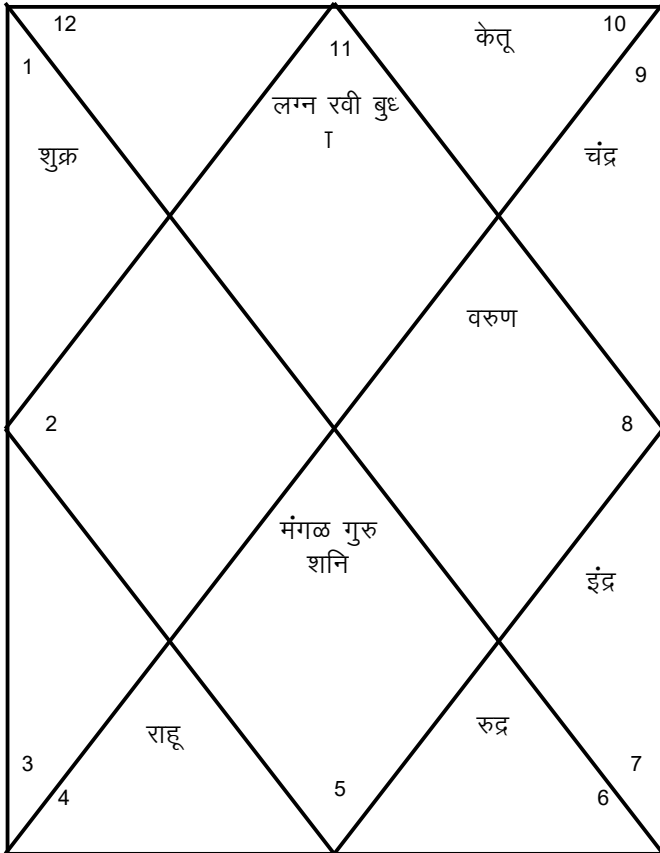 12
11
केतू
10
1
9
लग्न रवी बुध
ा
शुक्र
चंद्र
वरुण
2
8
मंगळ गुरु
शनि
इंद्र
राहू
रुद्र
3
4
5
6
7